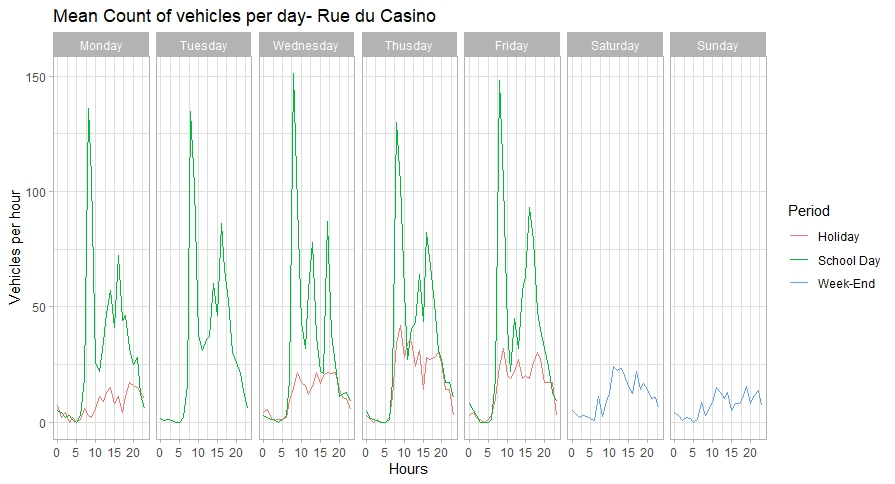 Mean Count of vehicles per day- Rue du Casino
Monday Tuesday Wednesday Thusday Friday Saturday Sunday
150
100
50
0
Vehicles per hour
0 5 10 15 20 0 5 10 15 20 0 5 10 15 20 0 5 10 15 20 0 5 10 15 20 0 5 10 15 20 0 5 10 15 20
Hours
Period
Holiday
School Day
Week-End